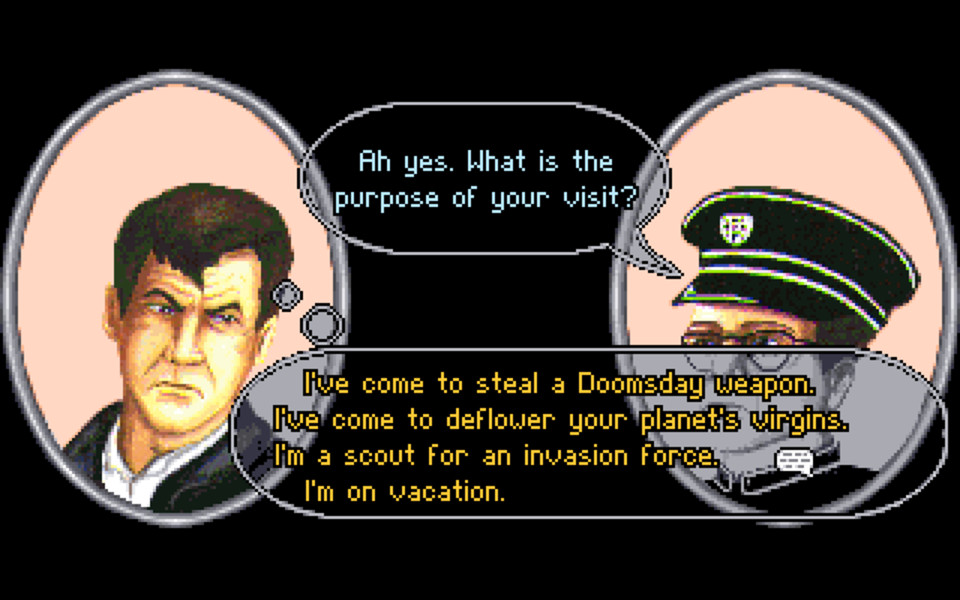 Ah yes. What is the
purpose of your visit?
I've come to steal a Doomsday weapon.
I've come to deflower your planet's virgins.
I'm a scout for an invasion force.
I'm on vacation.